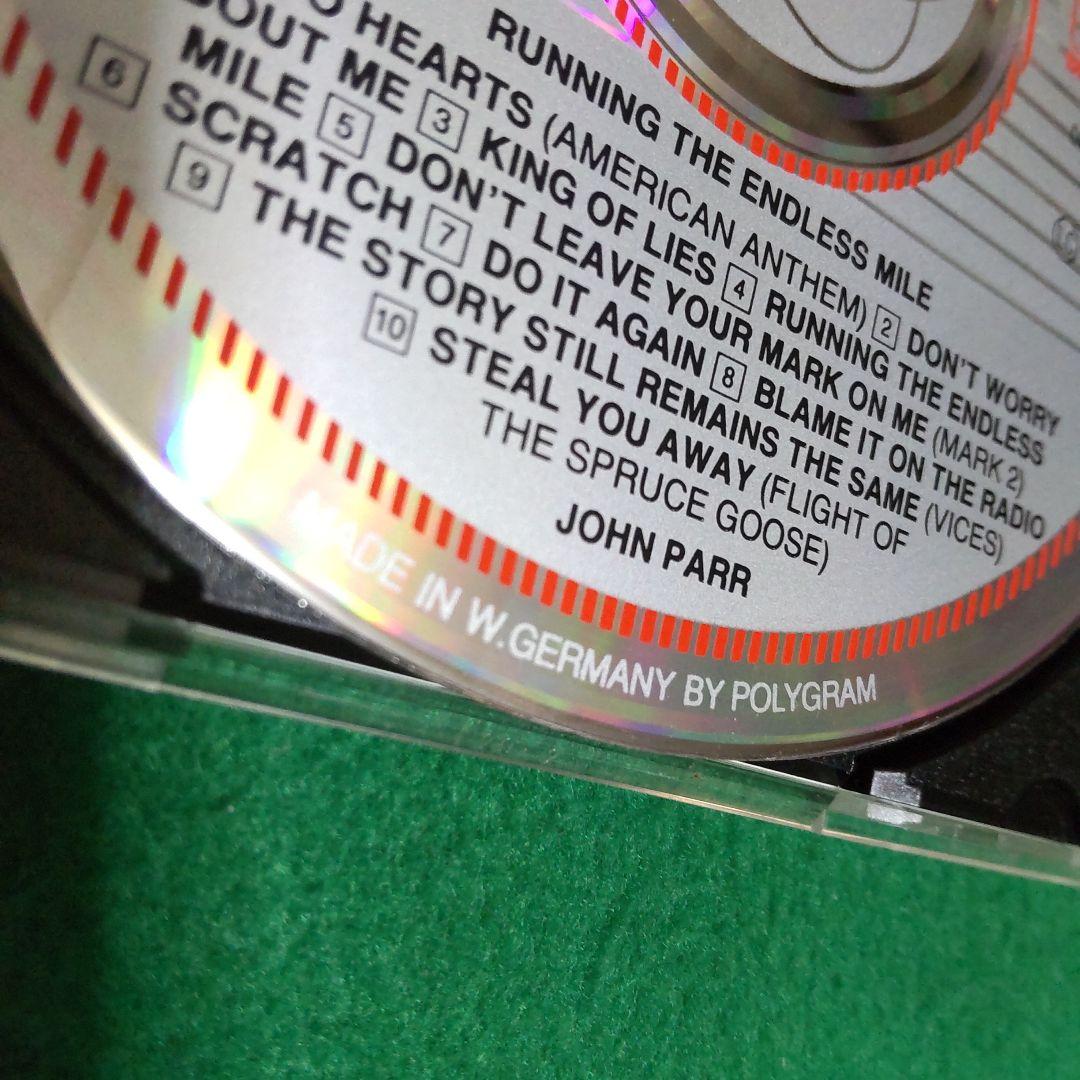 RUNNING THE ENDLESS MILE
O HEARTS (AMERICAN ANTHEM) 2 DON'T WORRY
BOUT ME 3 KING OF LIES 4 RUNNING THE ENDLESS
MILE 5 DON'T LEAVE YOUR MARK ON ME (MARK 2)
6 SCRATCH 7 DO IT AGAIN 8 BLAME IT ON THE RADIO
9 THE STORY STILL REMAINS THE SAME (VICES)
10 STEAL YOU AWAY (FLIGHT OF
THE SPRUCE GOOSE)
JOHN PARR
MADE IN W.GERMANY BY POLYGRAM